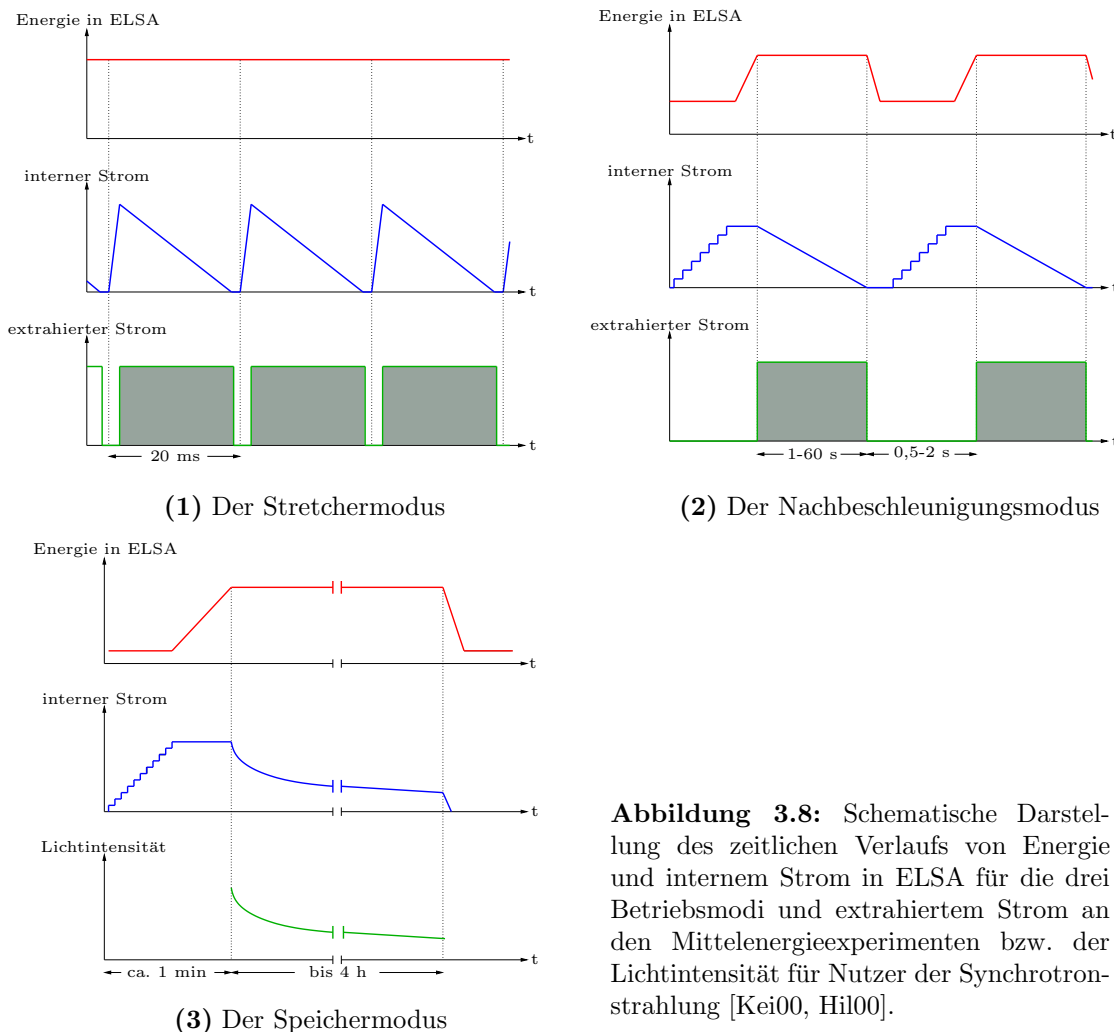 Energie in ELSA
t
interner Strom
t
extrahierter Strom
t
20 ms
(1) Der Stretchermodus
Energie in ELSA
t
interner Strom
t
extrahierter Strom
t
1-60 s
0,5-2 s
(2) Der Nachbeschleunigungsmodus
Energie in ELSA
t
interner Strom
t
Lichtintensität
t
ca. 1 min
bis 4 h
(3) Der Speichermodus
Abbildung 3.8: Schematische Darstel-
lung des zeitlichen Verlaufs von Energie
und internem Strom in ELSA für die drei
Betriebsmodi und extrahiertem Strom an
den Mittelenergieexperimenten bzw. der
Lichtintensität für Nutzer der Synchrotron-
strahlung [Kei00, Hil00].